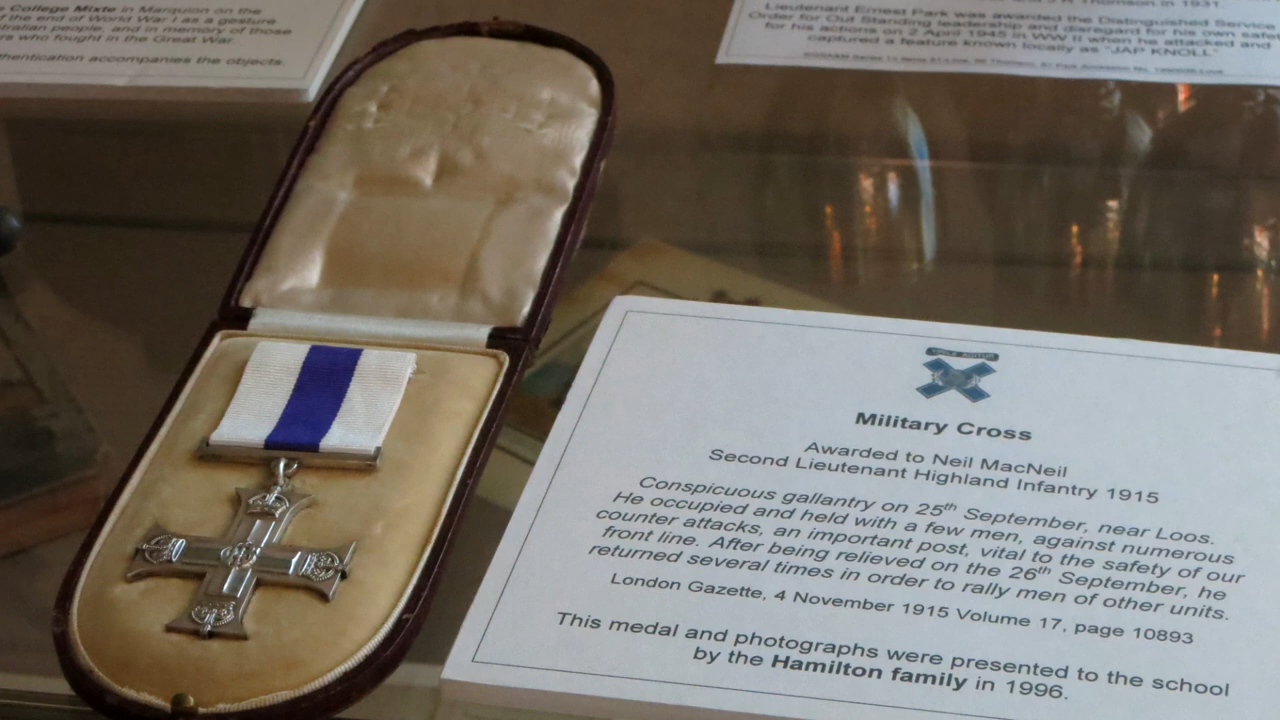 College Mixte in Marquion on the
of the end of World War I as a gesture
tralian people, and in memory of those
rs who fought in the Great War.
hentication accompanies the objects.
Thomson in 1931.
Lieutenant Ernest Park was awarded the Distinguished Service
Order for Out Standing leadership and disregard for his own safe
for his actions on 2 April 1945 in WW II when he attacked and
captured a feature known locally as "JAP KNOLL"
Military Cross
Awarded to Neil MacNeil
Second Lieutenant Highland Infantry 1915
Conspicuous gallantry on 25th September, near Loos.
He occupied and held with a few men, against numerous
counter attacks, an important post, vital to the safety of our
front line. After being relieved on the 26th September, he
returned several times in order to rally men of other units.
London Gazette, 4 November 1915 Volume 17, page 10893
This medal and photographs were presented to the school
by the Hamilton family in 1996.